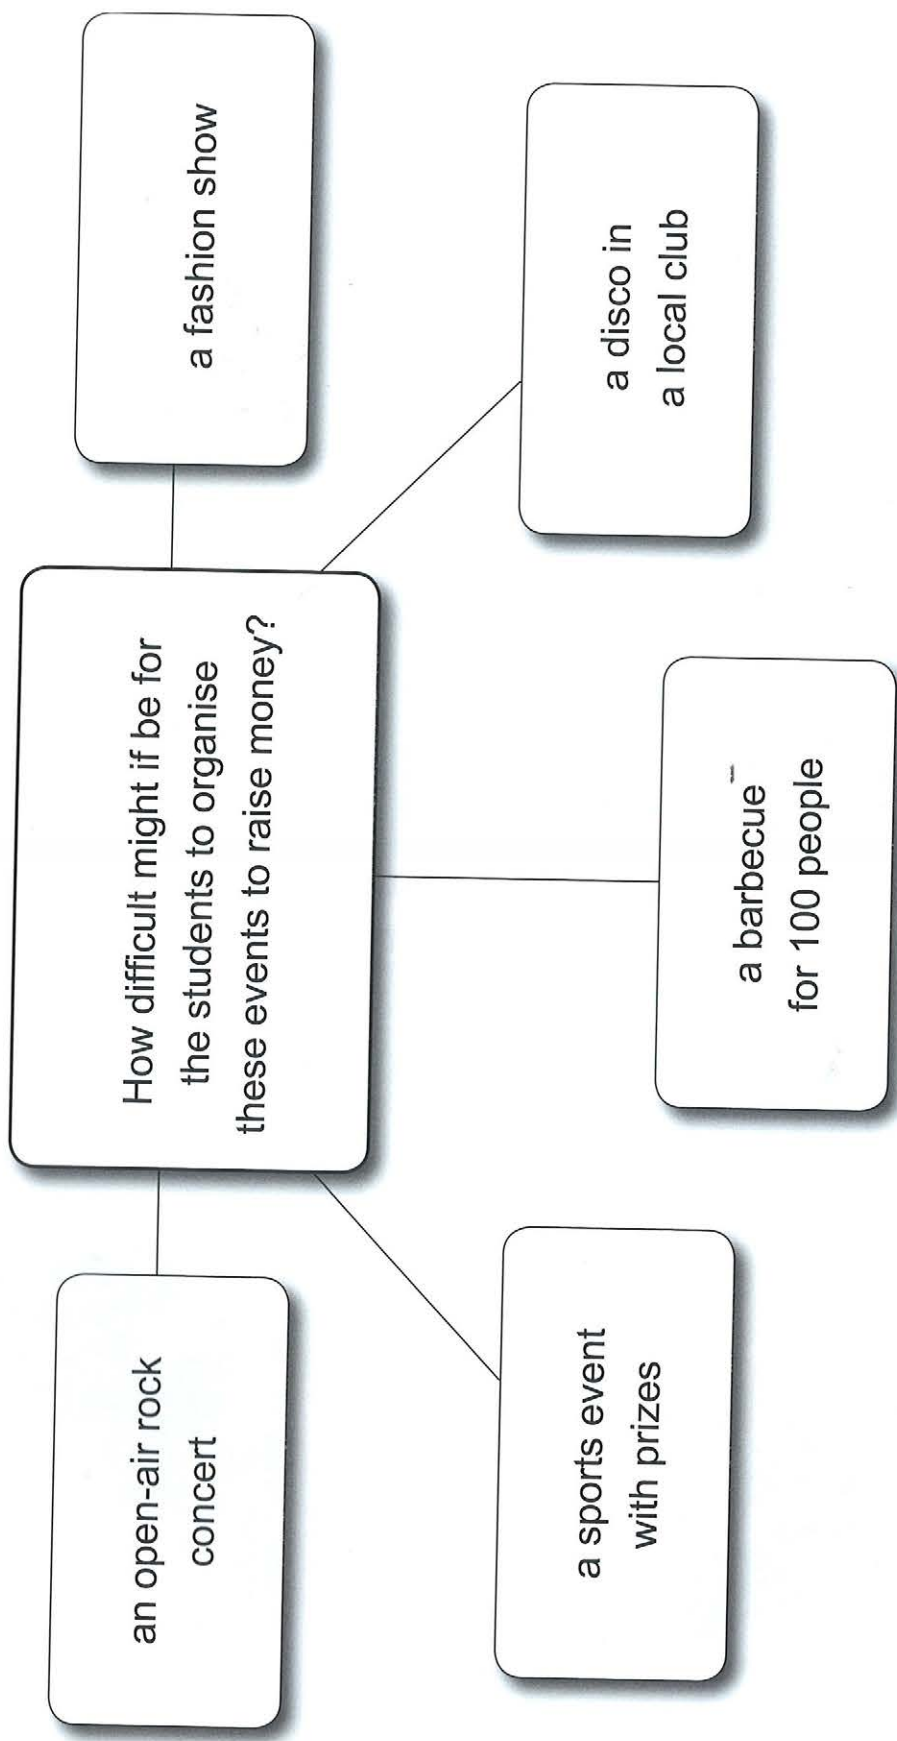 an open-air rock
concert
How difficult might if be for
the students to organise
these events to raise money?
a fashion show
a sports event
with prizes
a barbecue
for 100 people
a disco in
a local club